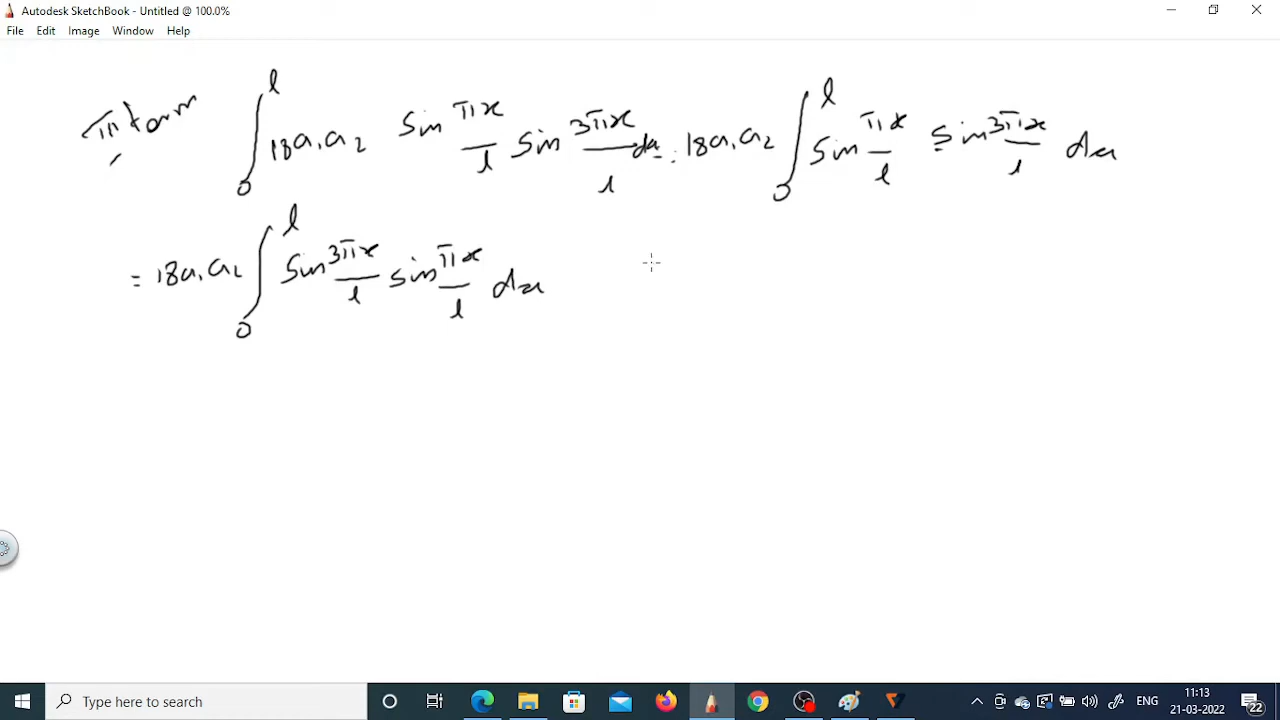 Autodesk SketchBook - Untitled @ 100.0%
File Edit Image Window Help
∫₀ˡ 18a₁a₂ sin πx/l sin 3πx/l dx = 18a₁a₂ ∫₀ˡ sin πx/l sin 3πx/l dx
= 18a₁a₂ ∫₀ˡ sin 3πx/l sin πx/l dx
Type here to search
ENG
11:13
21-03-2022
22